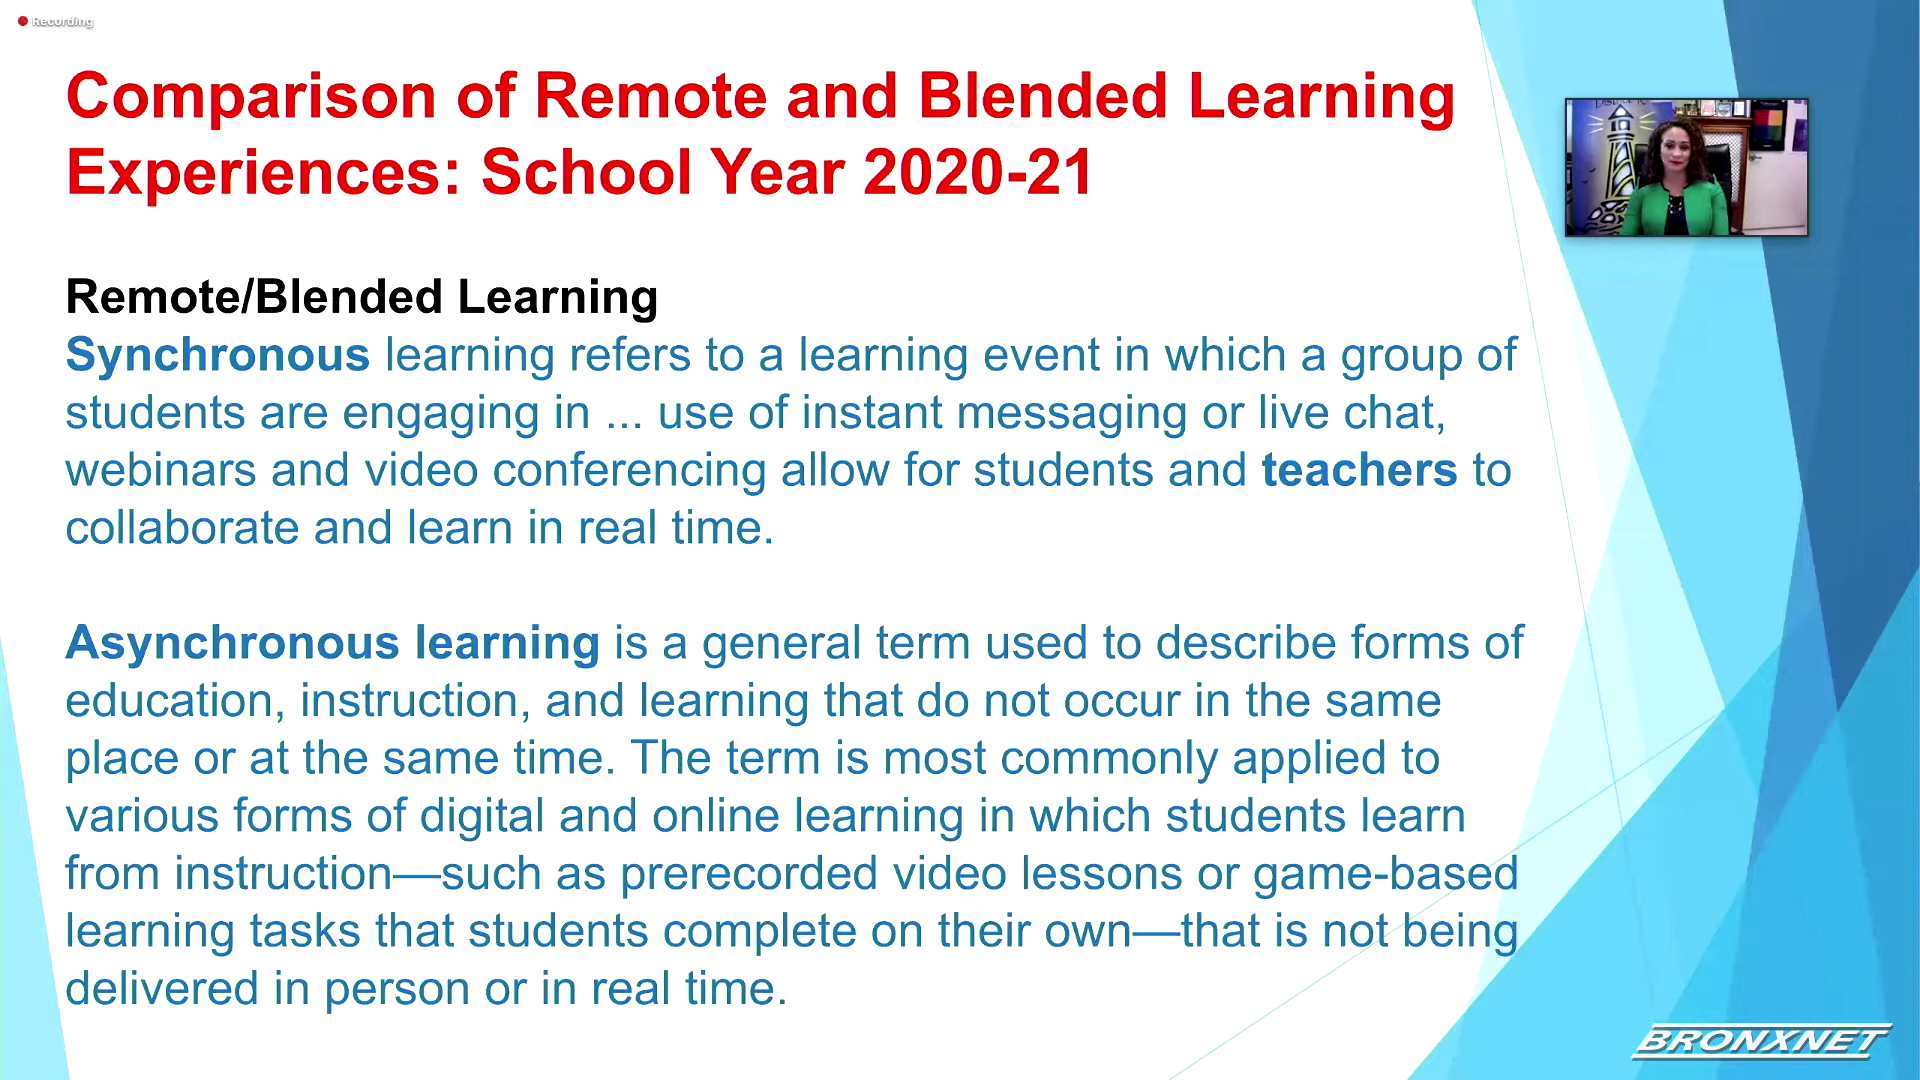 Recording
Comparison of Remote and Blended Learning
Experiences: School Year 2020-21
Remote/Blended Learning
Synchronous learning refers to a learning event in which a group of
students are engaging in ... use of instant messaging or live chat,
webinars and video conferencing allow for students and teachers to
collaborate and learn in real time.
Asynchronous learning is a general term used to describe forms of
education, instruction, and learning that do not occur in the same
place or at the same time. The term is most commonly applied to
various forms of digital and online learning in which students learn
from instruction—such as prerecorded video lessons or game-based
learning tasks that students complete on their own—that is not being
delivered in person or in real time.
BRONXNET